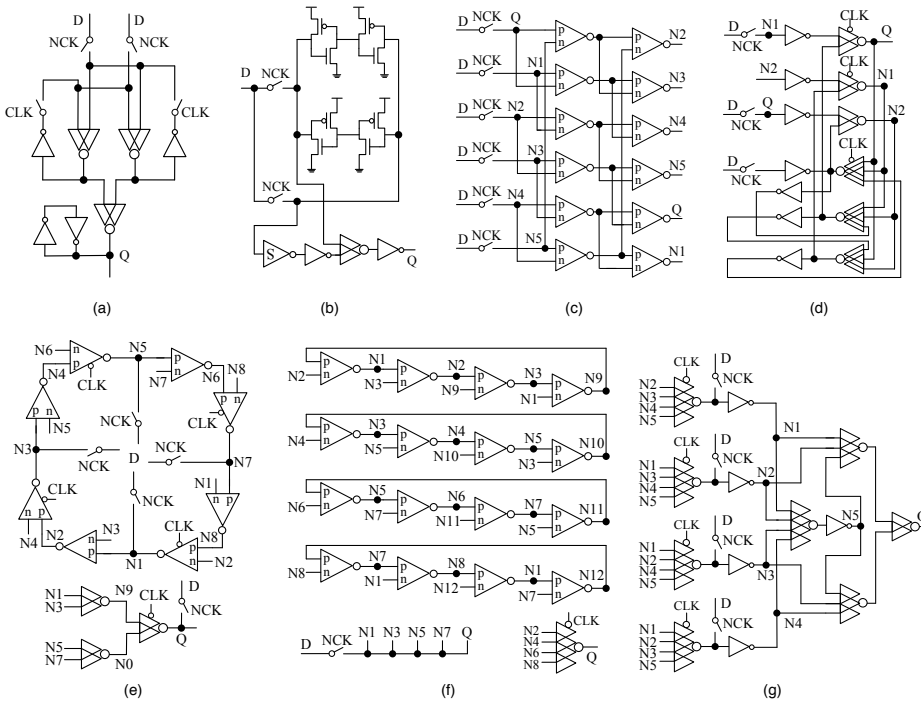 D D
NCK NCK
CLK CLK
Q
(a)
D NCK
NCK
S
Q
(b)
D NCK Q p n p n N2
D NCK N1 p n p n N3
D NCK N2 p n p n N4
D NCK N3 p n p n N5
D NCK N4 p n p n Q
D NCK N5 p n p n N1
(c)
CLK
D N1 Q
NCK
CLK
N2 N1
D Q N2
NCK
CLK
D
NCK
(d)
N6 n p N5 p n N8
N4 CLK N7 N6
p n NCK n p
N5 CLK
N3 NCK D NCK N7
CLK NCK N1
n p n p
N4 N2 N3 CLK N8
n p N1 n p N2
N1 N9 CLK D
N3 NCK
N5 Q
N7 N0
(e)
p n N1 p n N2 p n N3 p n N9
N2 N3 N9 N1
p n N3 p n N4 p n N5 p n N10
N4 N5 N10 N3
p n N5 p n N6 p n N7 p n N11
N6 N7 N11 N5
p n N7 p n N8 p n N1 p n N12
N8 N1 N12 N7
D NCK N1 N3 N5 N7 Q
CLK
N2
N4
N6
N8
Q
(f)
CLK D
N2 NCK
N3
N4
N5
N1
CLK D
N1 NCK
N3
N4
N5
N2
N5
Q
CLK D
N1 NCK
N2
N4
N5
N3
CLK D
N1 NCK
N2
N3
N5
N4
(g)